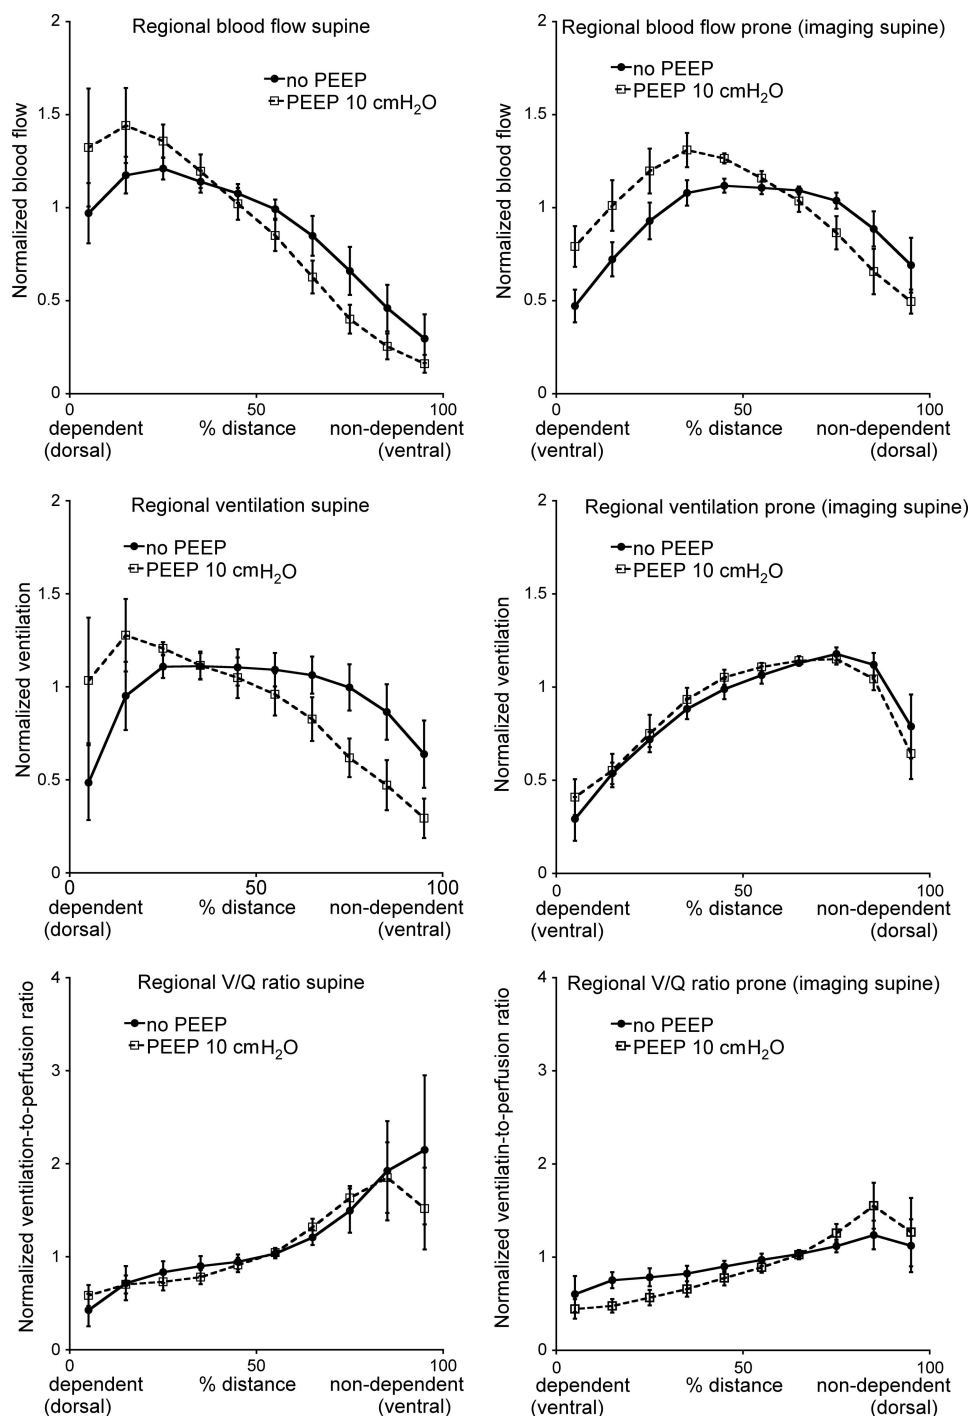 Regional blood flow supine
no PEEP
PEEP 10 cmH2O
Normalized blood flow
2
1.5
1
0.5
0
0 50 100
dependent % distance non-dependent
(dorsal) (ventral)
Regional blood flow prone (imaging supine)
no PEEP
PEEP 10 cmH2O
Normalized blood flow
2
1.5
1
0.5
0
0 50 100
dependent % distance non-dependent
(ventral) (dorsal)
Regional ventilation supine
no PEEP
PEEP 10 cmH2O
Normalized ventilation
2
1.5
1
0.5
0
0 50 100
dependent % distance non-dependent
(dorsal) (ventral)
Regional ventilation prone (imaging supine)
no PEEP
PEEP 10 cmH2O
Normalized ventilation
2
1.5
1
0.5
0
0 50 100
dependent % distance non-dependent
(ventral) (dorsal)
Regional V/Q ratio supine
no PEEP
PEEP 10 cmH2O
Normalized ventilation-to-perfusion ratio
4
3
2
1
0
0 50 100
dependent % distance non-dependent
(dorsal) (ventral)
Regional V/Q ratio prone (imaging supine)
no PEEP
PEEP 10 cmH2O
Normalized ventilatin-to-perfusion ratio
4
3
2
1
0
0 50 100
dependent % distance non-dependent
(ventral) (dorsal)